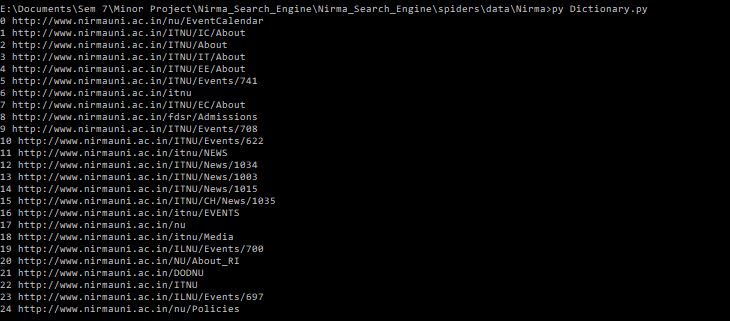 E:\Documents\Sem 7\Minor Project\Nirma_Search_Engine\Nirma_Search_Engine\spiders\data\Nirma>py Dictionary.py
0 http://www.nirmauni.ac.in/nu/EventCalendar
1 http://www.nirmauni.ac.in/ITNU/IC/About
2 http://www.nirmauni.ac.in/ITNU/About
3 http://www.nirmauni.ac.in/ITNU/IT/About
4 http://www.nirmauni.ac.in/ITNU/EE/About
5 http://www.nirmauni.ac.in/ITNU/Events/741
6 http://www.nirmauni.ac.in/itnu
7 http://www.nirmauni.ac.in/ITNU/EC/About
8 http://www.nirmauni.ac.in/fdsr/Admissions
9 http://www.nirmauni.ac.in/ITNU/Events/708
10 http://www.nirmauni.ac.in/ITNU/Events/622
11 http://www.nirmauni.ac.in/itnu/NEWS
12 http://www.nirmauni.ac.in/ITNU/News/1034
13 http://www.nirmauni.ac.in/ITNU/News/1003
14 http://www.nirmauni.ac.in/ITNU/News/1015
15 http://www.nirmauni.ac.in/ITNU/CH/News/1035
16 http://www.nirmauni.ac.in/itnu/EVENTS
17 http://www.nirmauni.ac.in/nu
18 http://www.nirmauni.ac.in/itnu/Media
19 http://www.nirmauni.ac.in/ILNU/Events/700
20 http://www.nirmauni.ac.in/NU/About_RI
21 http://www.nirmauni.ac.in/DODNU
22 http://www.nirmauni.ac.in/ITNU
23 http://www.nirmauni.ac.in/ILNU/Events/697
24 http://www.nirmauni.ac.in/nu/Policies